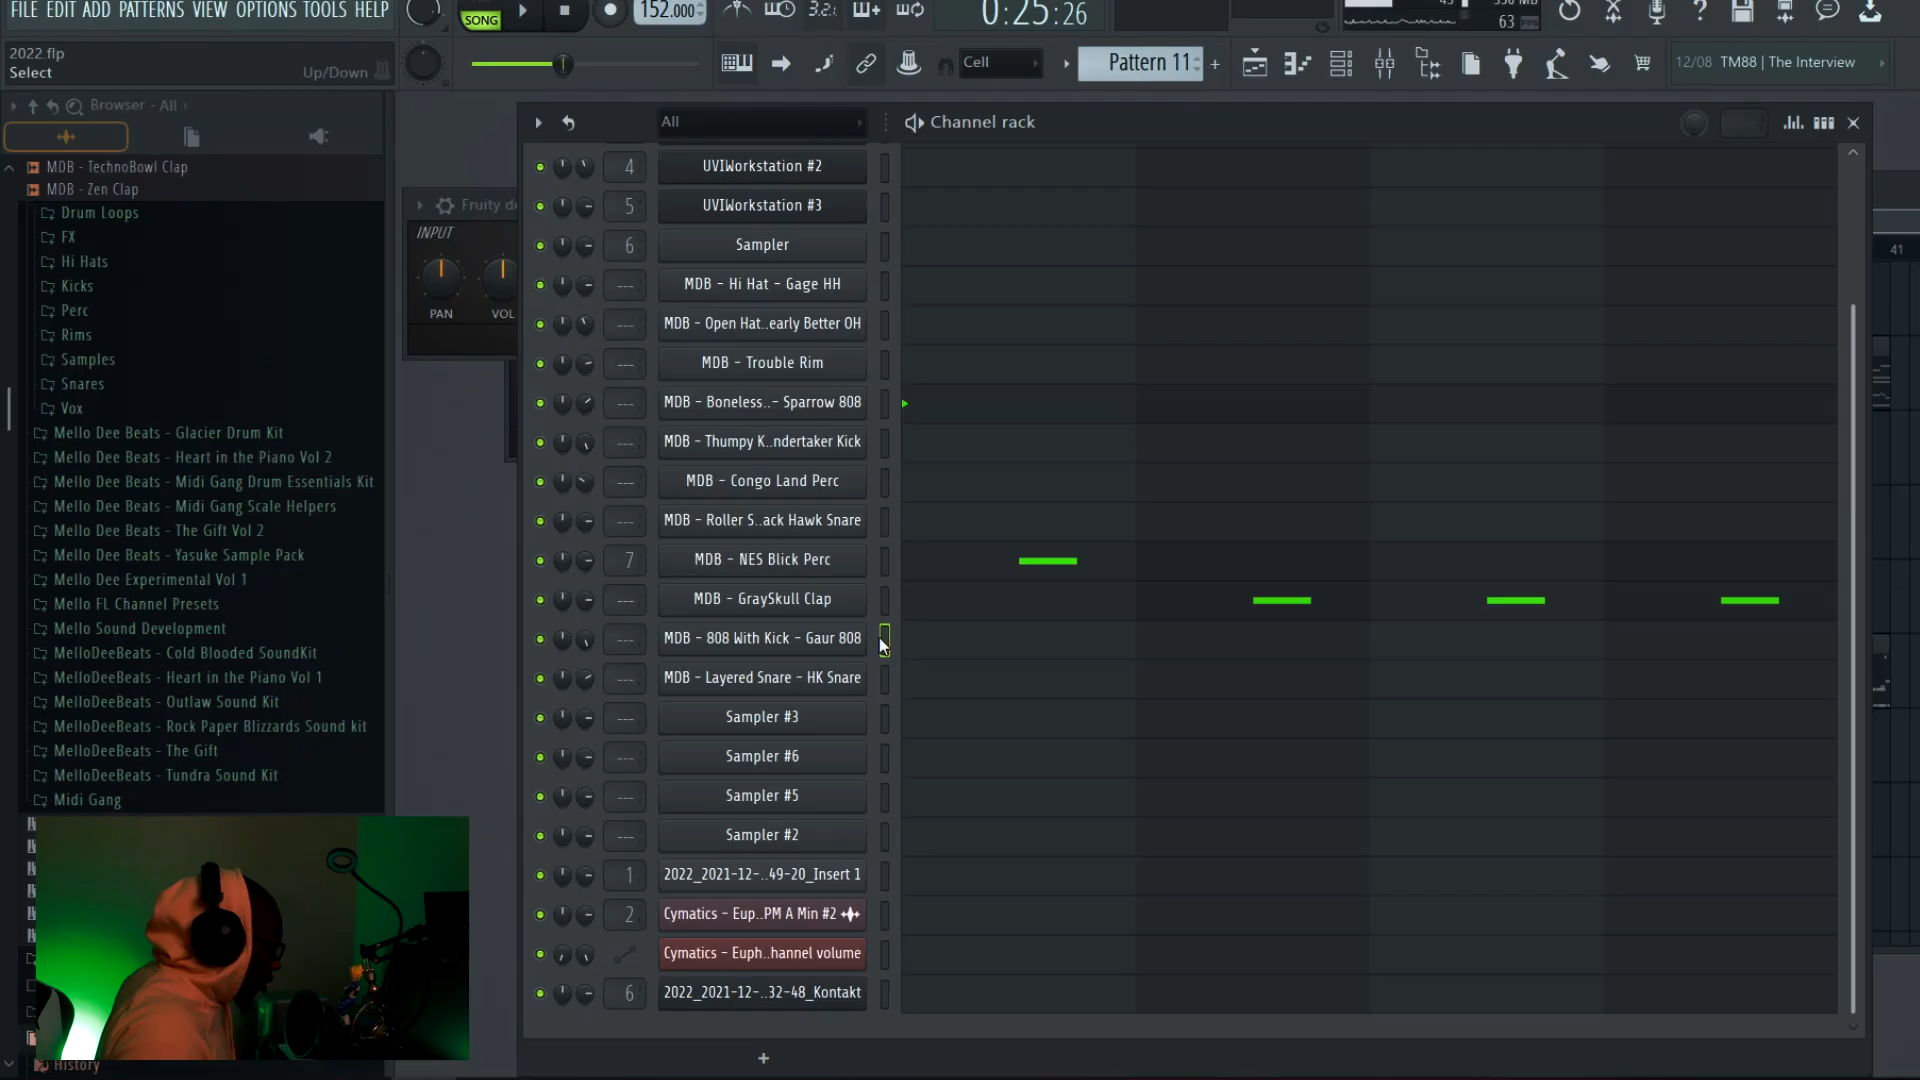 FILE EDIT ADD PATTERNS VIEW OPTIONS TOOLS HELP
SONG
152.000
3.2
0:25:26
63
2022.flp
Select
Up/Down
Cell
Pattern 11
12/08 TM88 | The Interview
Browser - All
MDB - TechnoBowl Clap
MDB - Zen Clap
Drum Loops
FX
Hi Hats
Kicks
Perc
Rims
Samples
Snares
Vox
Mello Dee Beats - Glacier Drum Kit
Mello Dee Beats - Heart in the Piano Vol 2
Mello Dee Beats - Midi Gang Drum Essentials Kit
Mello Dee Beats - Midi Gang Scale Helpers
Mello Dee Beats - The Gift Vol 2
Mello Dee Beats - Yasuke Sample Pack
Mello Dee Experimental Vol 1
Mello FL Channel Presets
Mello Sound Development
MelloDeeBeats - Cold Blooded SoundKit
MelloDeeBeats - Heart in the Piano Vol 1
MelloDeeBeats - Outlaw Sound Kit
MelloDeeBeats - Rock Paper Blizzards Sound kit
MelloDeeBeats - The Gift
MelloDeeBeats - Tundra Sound Kit
Midi Gang
History
Fruity de
INPUT
PAN VOL
All
Channel rack
4 UVIWorkstation #2
5 UVIWorkstation #3
6 Sampler
--- MDB - Hi Hat - Gage HH
--- MDB - Open Hat..early Better OH
--- MDB - Trouble Rim
--- MDB - Boneless..- Sparrow 808
--- MDB - Thumpy K..ndertaker Kick
--- MDB - Congo Land Perc
--- MDB - Roller S..ack Hawk Snare
7 MDB - NES Blick Perc
--- MDB - GraySkull Clap
--- MDB - 808 With Kick - Gaur 808
--- MDB - Layered Snare - HK Snare
--- Sampler #3
--- Sampler #6
--- Sampler #5
--- Sampler #2
1 2022_2021-12-..49-20_Insert 1
2 Cymatics - Eup..PM A Min #2
Cymatics - Euph..hannel volume
6 2022_2021-12-..32-48_Kontakt
+
41